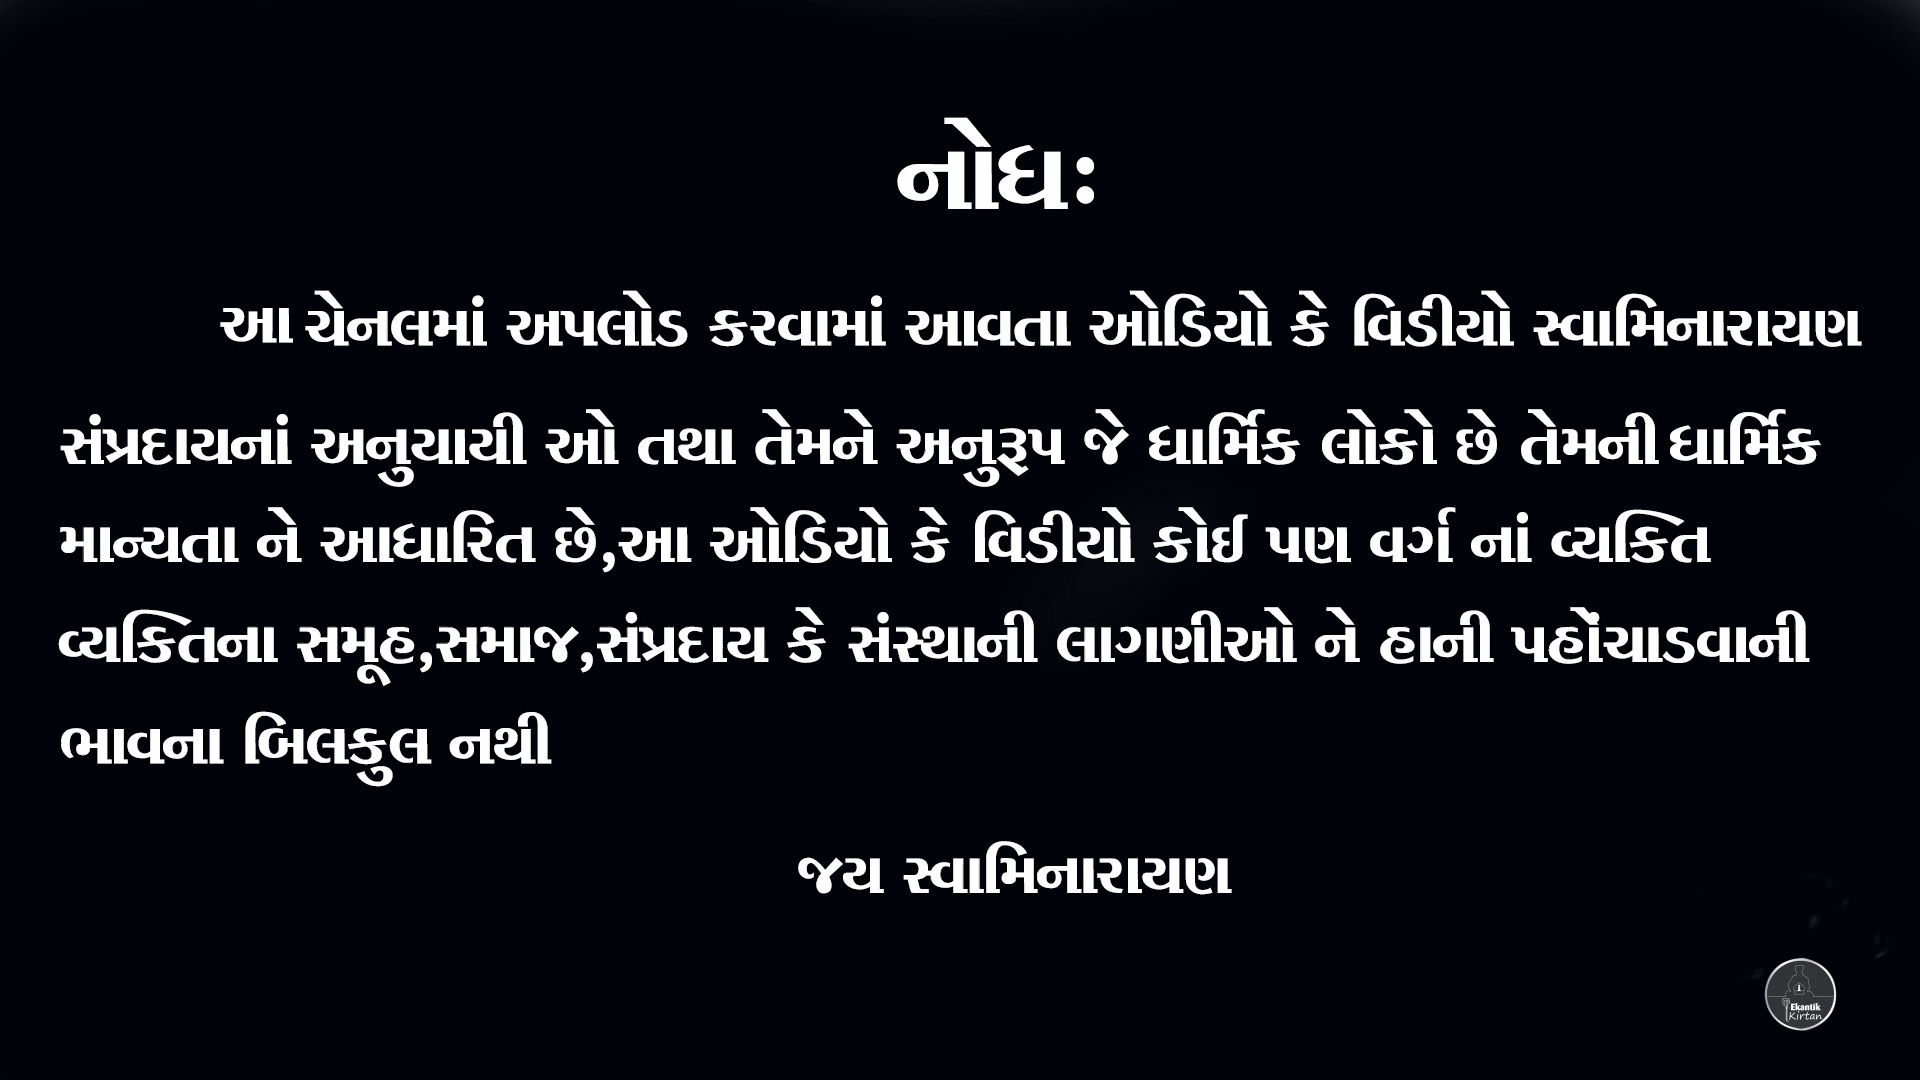 નોધઃ
આ ચેનલમાં અપલોડ કરવામાં આવતા ઓડિયો કે વિડીયો સ્વામિનારાયણ
સંપ્રદાયનાં અનુયાયી ઓ તથા તેમને અનુરૂપ જે ધાર્મિક લોકો છે તેમની ધાર્મિક
માન્યતા ને આધારિત છે,આ ઓડિયો કે વિડીયો કોઈ પણ વર્ગ નાં વ્યક્તિ
વ્યક્તિના સમૂહ,સમાજ,સંપ્રદાય કે સંસ્થાની લાગણીઓ ને હાની પહોંચાડવાની
ભાવના બિલકુલ નથી
જય સ્વામિનારાયણ
Ekantik
Kirtan